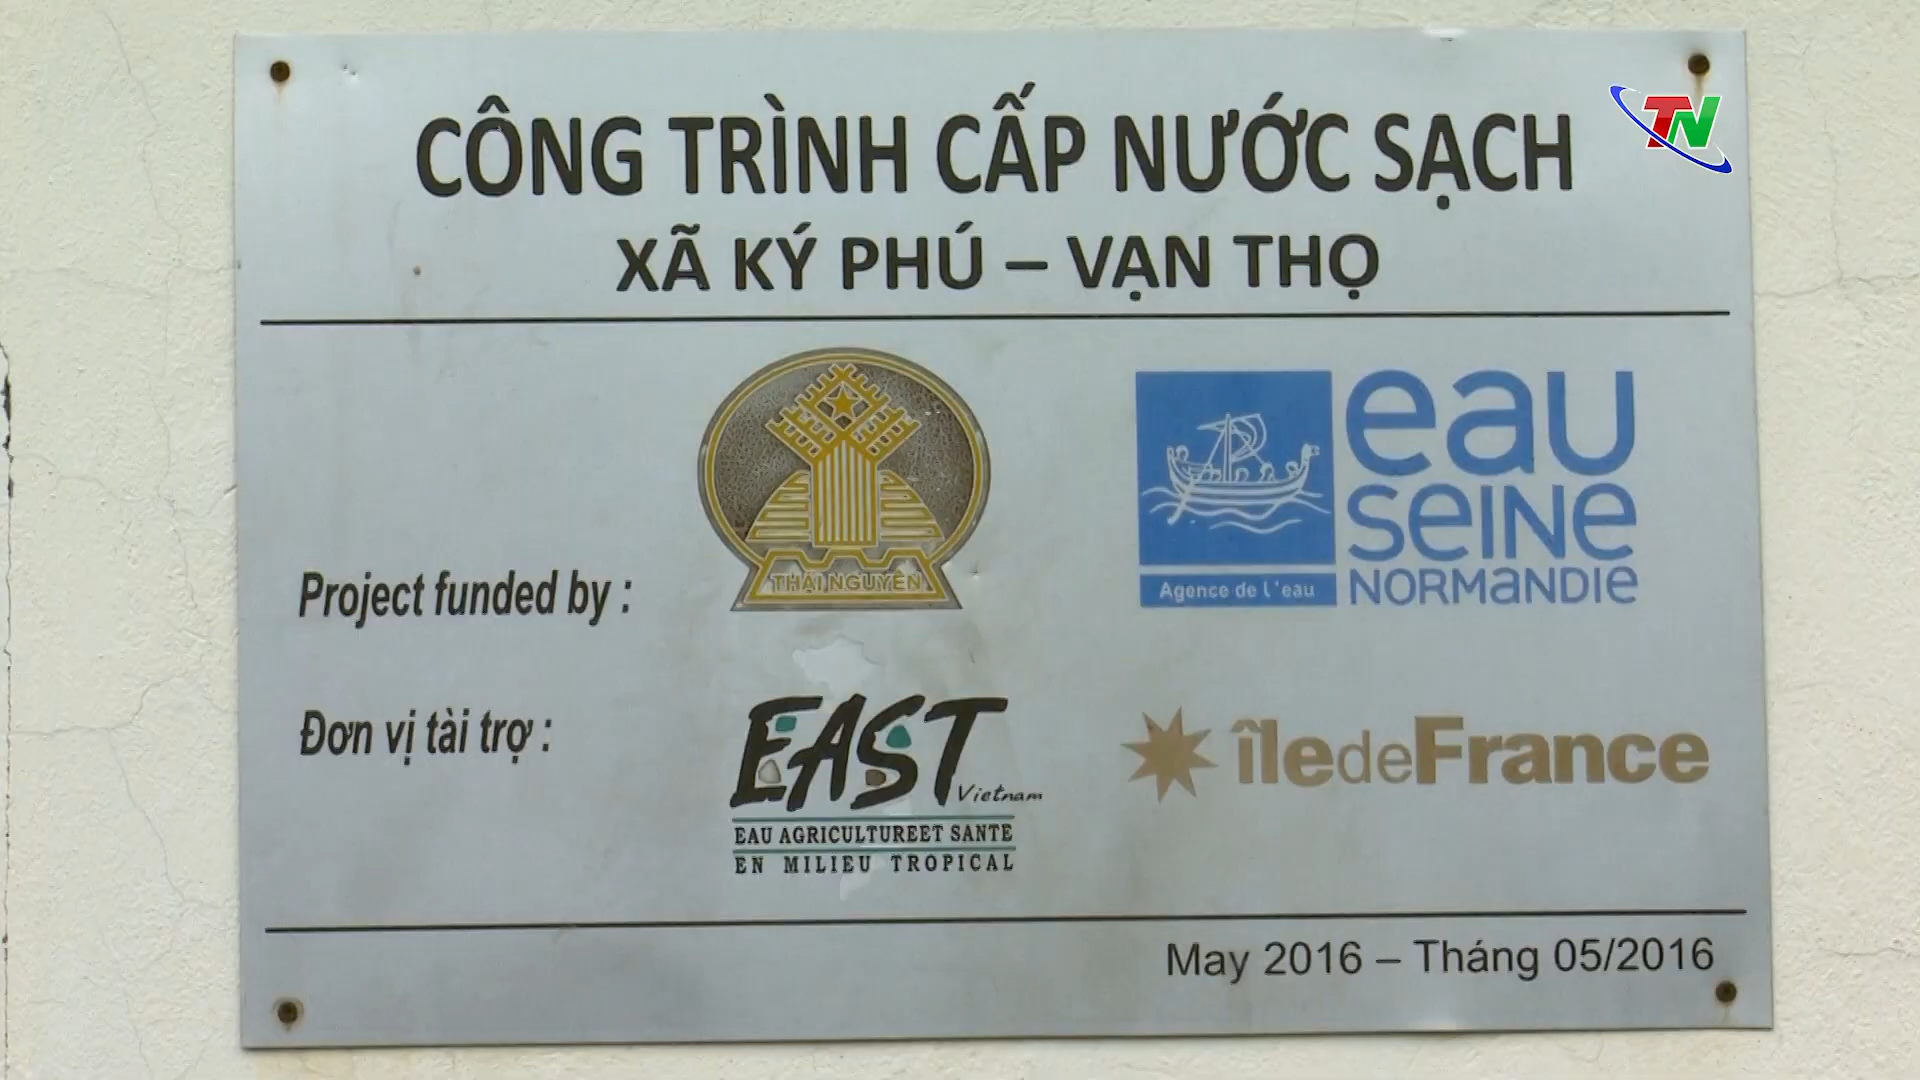 CÔNG TRÌNH CẤP NƯỚC SẠCH
TN
XÃ KÝ PHÚ – VẠN THỌ
Project funded by :
THÁI NGUYÊN
Agence de l'eau
eau
seine
NORMANDIE
Đơn vị tài trợ :
EAST
Vietnam
EAU AGRICULTUREET SANTE
EN MILIEU TROPICAL
îledeFrance
May 2016 – Tháng 05/2016